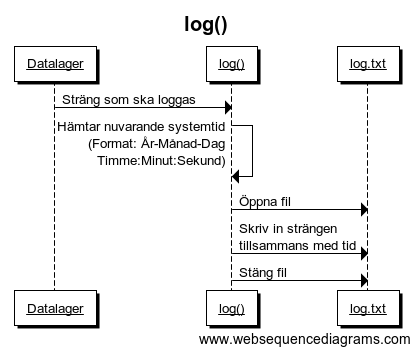 log()
Datalager
log()
log.txt
Sträng som ska loggas
Hämtar nuvarande systemtid
(Format: År-Månad-Dag
Timme:Minut:Sekund)
Öppna fil
Skriv in strängen
tillsammans med tid
Stäng fil
Datalager
log()
log.txt
www.websequencediagrams.com